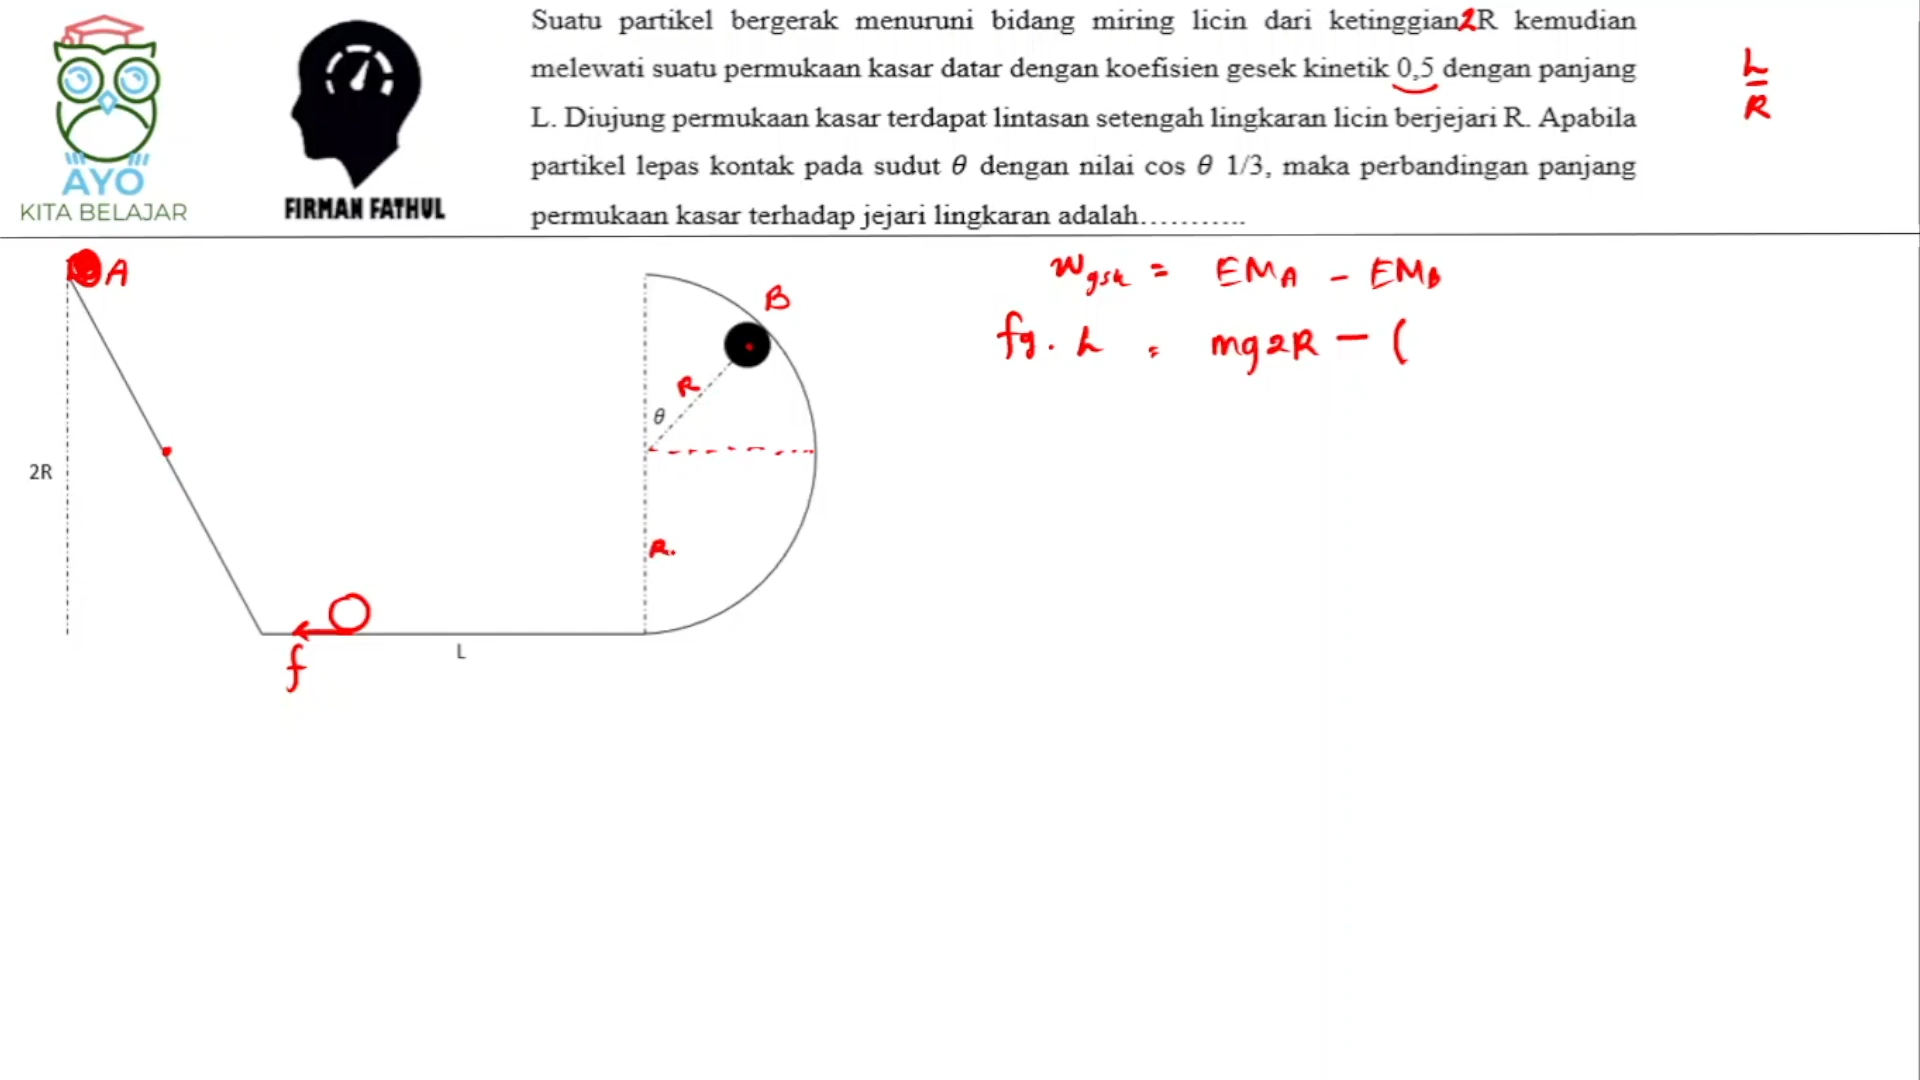 AYO
KITA BELAJAR
FIRMAN FATHUL
Suatu partikel bergerak menuruni bidang miring licin dari ketinggian 2R kemudian
melewati suatu permukaan kasar datar dengan koefisien gesek kinetik 0,5 dengan panjang
L. Diujung permukaan kasar terdapat lintasan setengah lingkaran licin berjejari R. Apabila
partikel lepas kontak pada sudut θ dengan nilai cos θ 1/3, maka perbandingan panjang
permukaan kasar terhadap jejari lingkaran adalah...........
L
R
A
B
R
θ
2R
R.
f
L
Wgsk = EMA - EMB
fg . L = mg2R - (